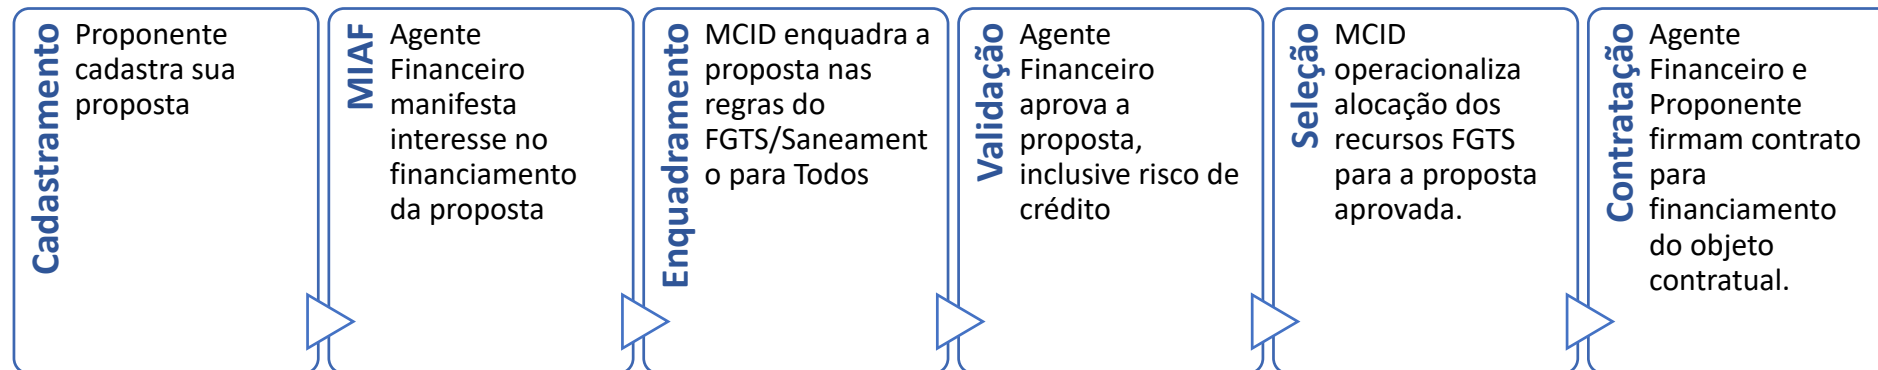 Cadastramento
Proponente
cadastra sua
proposta
MIAF
Agente
Financeiro
manifesta
interesse no
financiamento
da proposta
Enquadramento
MCID enquadra a
proposta nas
regras do
FGTS/Saneament
o para Todos
Validação
Agente
Financeiro
aprova a
proposta,
inclusive risco de
crédito
Seleção
MCID
operacionaliza
alocação dos
recursos FGTS
para a proposta
aprovada.
Contratação
Agente
Financeiro e
Proponente
firmam contrato
para
financiamento
do objeto
contratual.